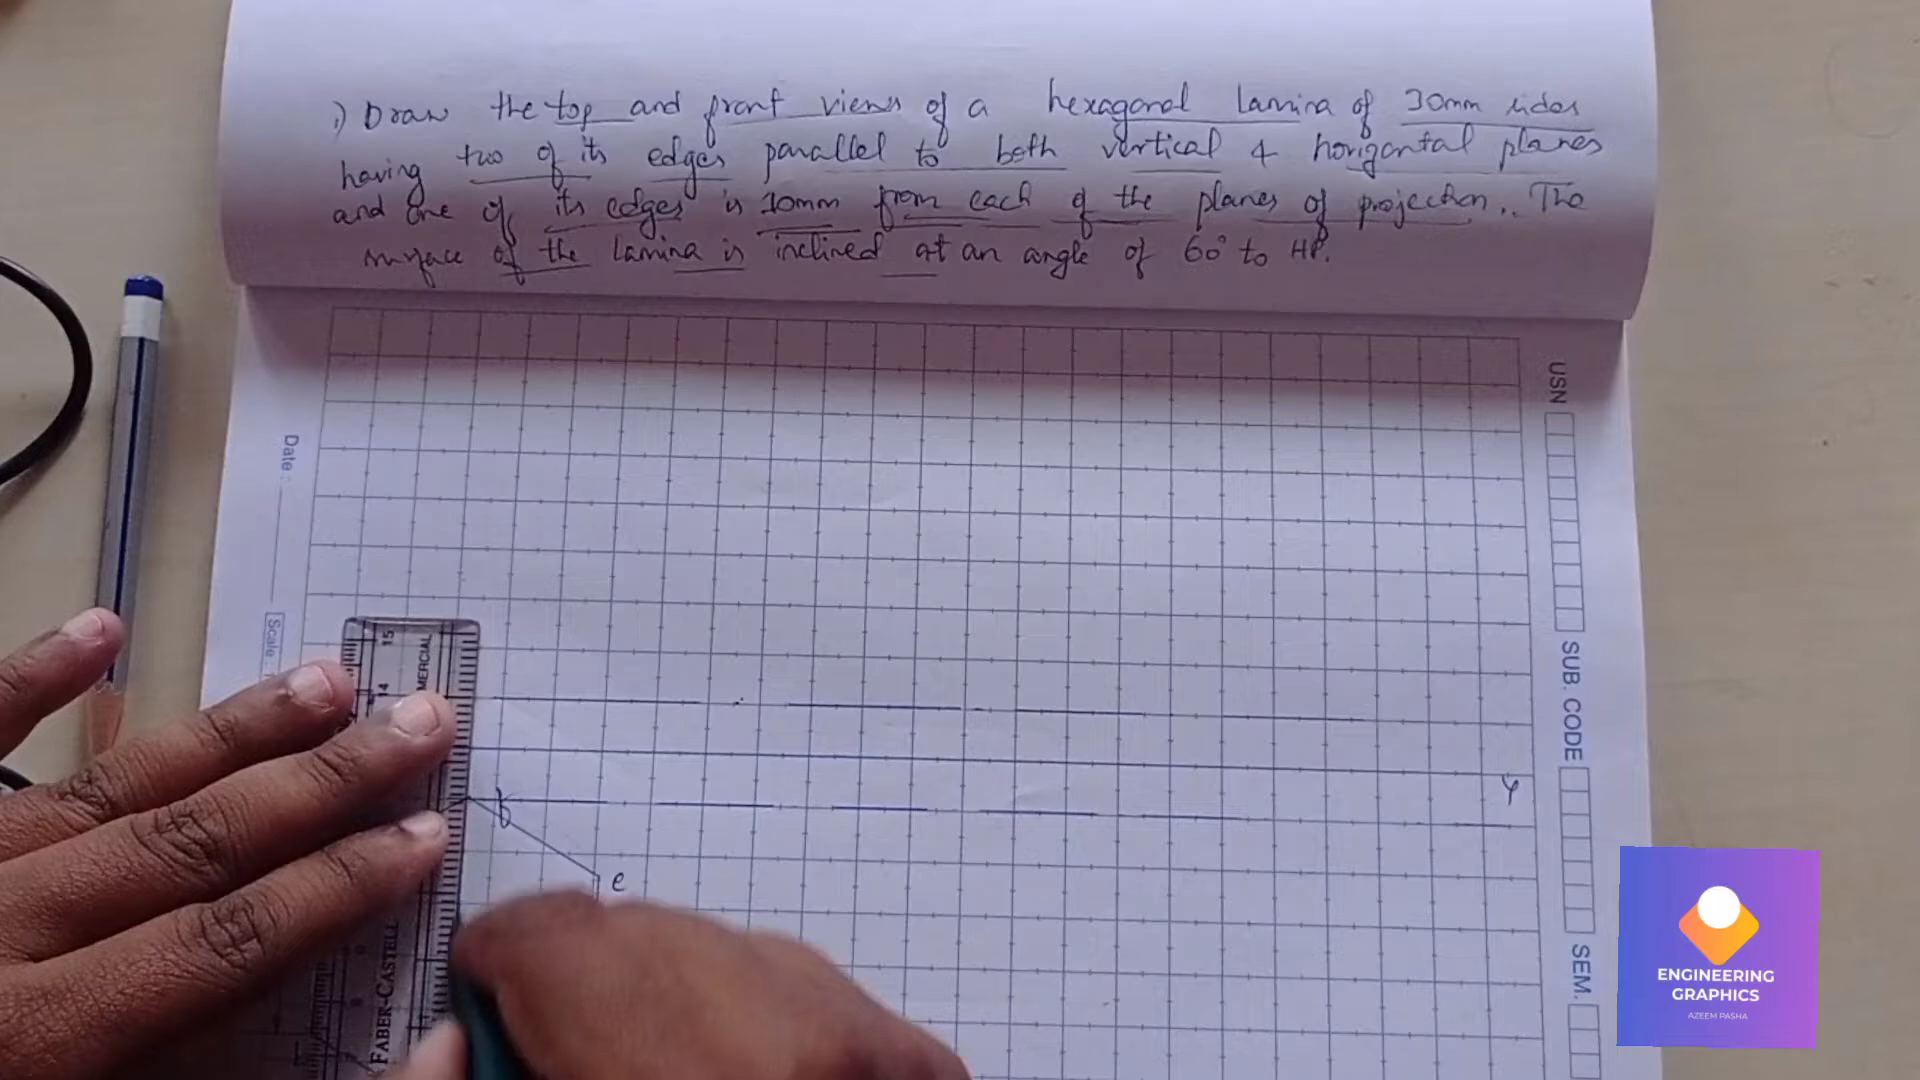 1) Draw the top and front views of a hexagonal lamina of 30mm sides
having two of its edges parallel to both vertical & horizontal planes
and one of its edges is 10mm from each of the planes of projection. The
surface of the lamina is inclined at an angle of 60° to HP.
USN
Date :
Scale :
SUB. CODE
15
MERCIAL
14
Y
e
FABER-CASTELL
SEM.
ENGINEERING
GRAPHICS
AZEEM PASHA